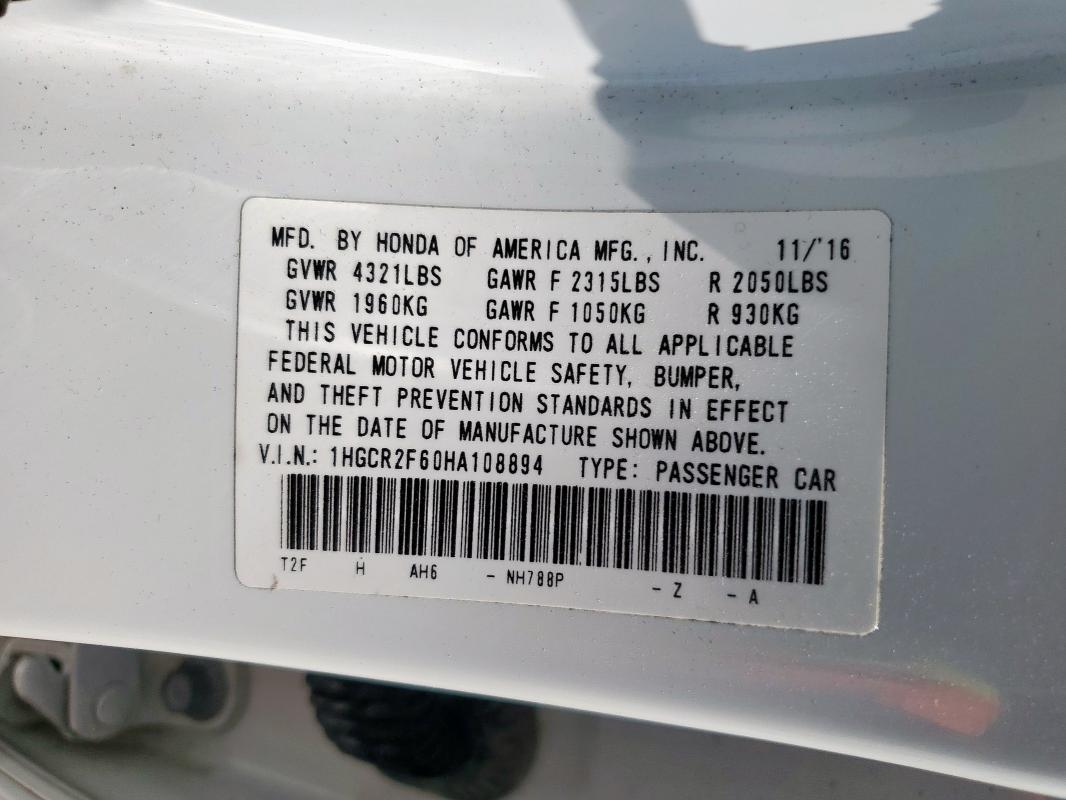 MFD. BY HONDA OF AMERICA MFG., INC. 11/'16
GVWR 4321LBS GAWR F 2315LBS R 2050LBS
GVWR 1960KG GAWR F 1050KG R 930KG
THIS VEHICLE CONFORMS TO ALL APPLICABLE
FEDERAL MOTOR VEHICLE SAFETY, BUMPER,
AND THEFT PREVENTION STANDARDS IN EFFECT
ON THE DATE OF MANUFACTURE SHOWN ABOVE.
V.I.N.: 1HGCR2F60HA108894 TYPE: PASSENGER CAR
T2F H AH6 - NH788P - Z - A